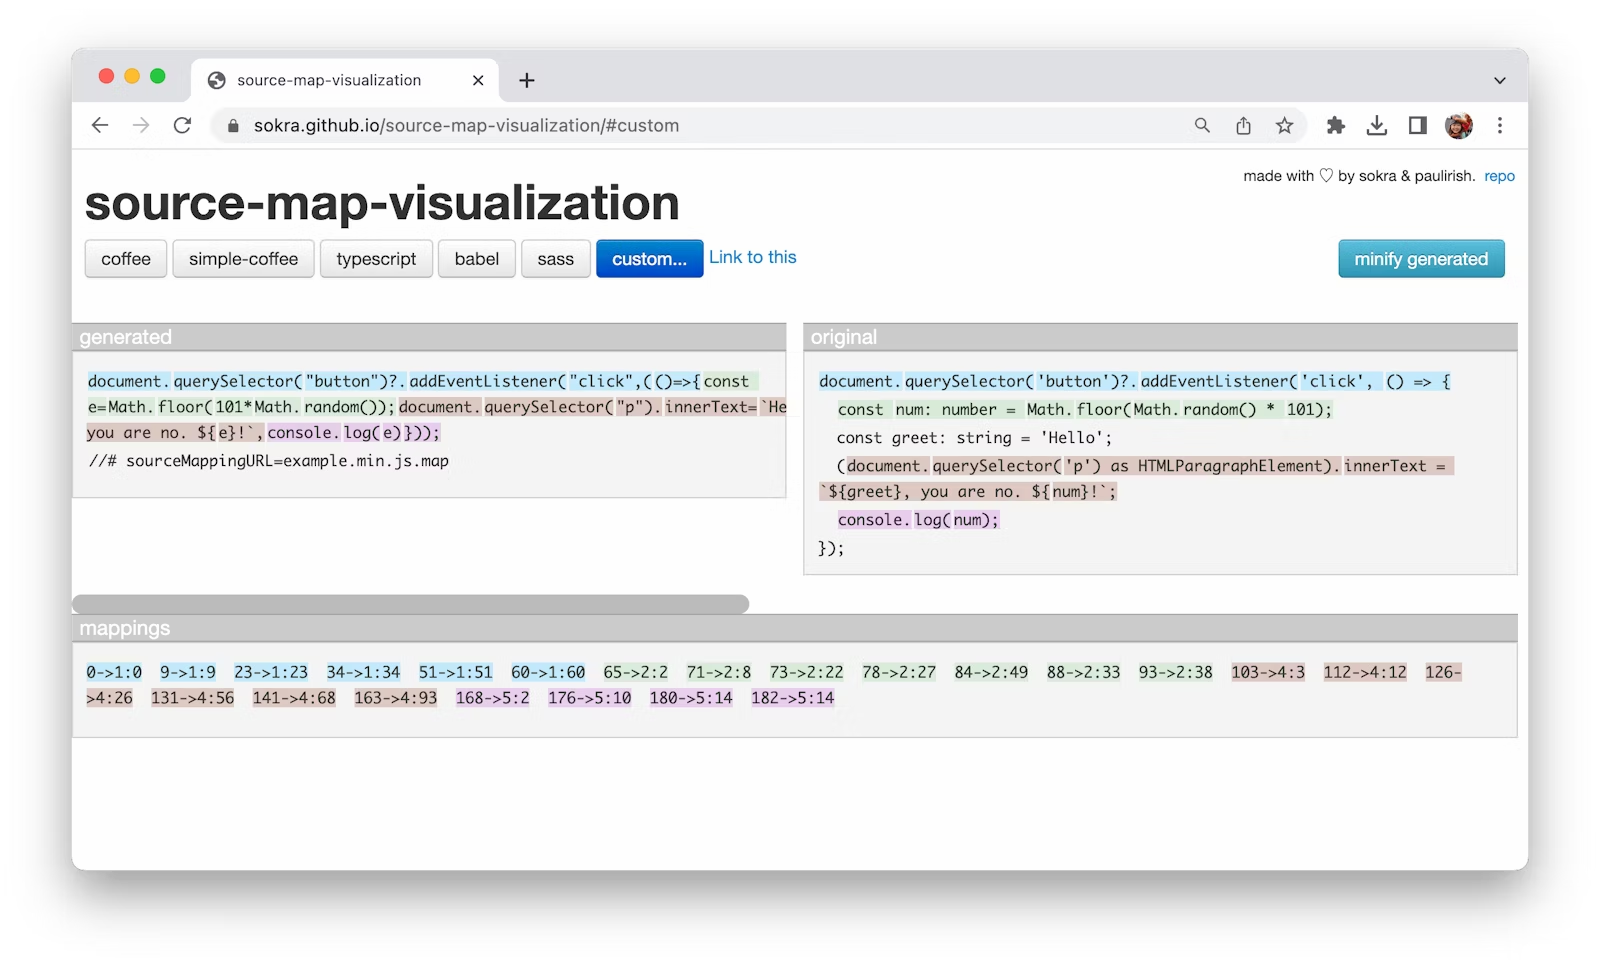 source-map-visualization
sokra.github.io/source-map-visualization/#custom
made with ♡ by sokra & paulirish. repo
source-map-visualization
coffee simple-coffee typescript babel sass custom... Link to this minify generated
generated
document.querySelector("button")?.addEventListener("click",(()=>{const
e=Math.floor(101*Math.random());document.querySelector("p").innerText=`He
you are no. ${e}!`,console.log(e)}));
//# sourceMappingURL=example.min.js.map
original
document.querySelector('button')?.addEventListener('click', () => {
const num: number = Math.floor(Math.random() * 101);
const greet: string = 'Hello';
(document.querySelector('p') as HTMLParagraphElement).innerText =
`${greet}, you are no. ${num}!`;
console.log(num);
});
mappings
0->1:0 9->1:9 23->1:23 34->1:34 51->1:51 60->1:60 65->2:2 71->2:8 73->2:22 78->2:27 84->2:49 88->2:33 93->2:38 103->4:3 112->4:12 126-
>4:26 131->4:56 141->4:68 163->4:93 168->5:2 176->5:10 180->5:14 182->5:14